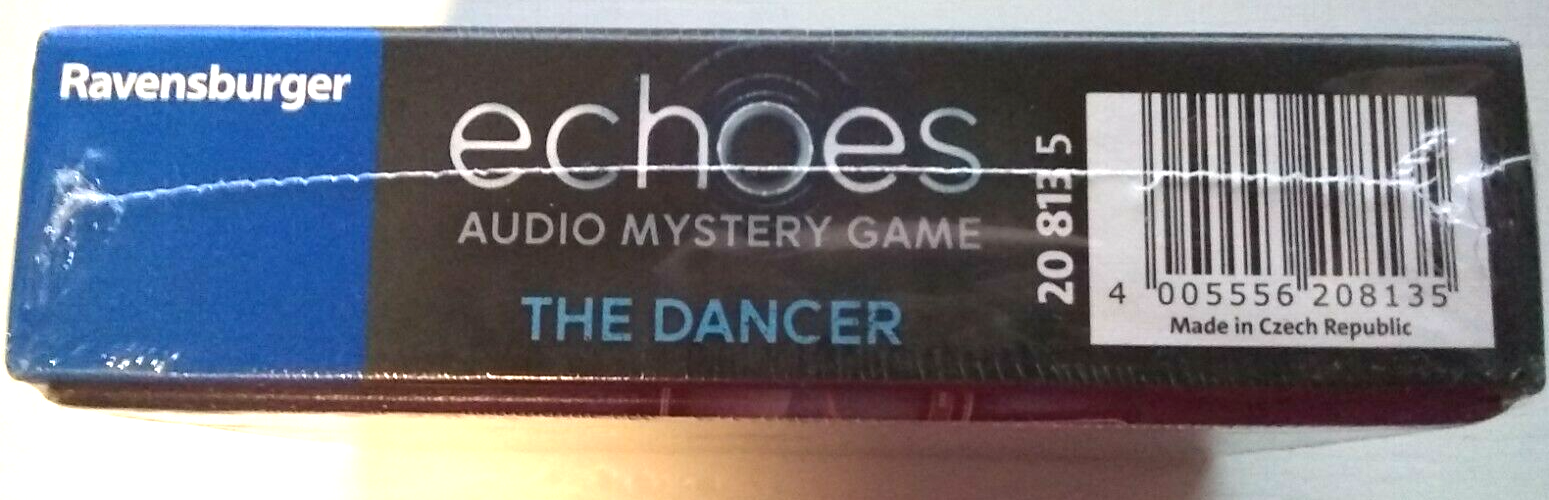 Ravensburger
echoes
AUDIO MYSTERY GAME
THE DANCER
20 813 5
4 005556 208135
Made in Czech Republic